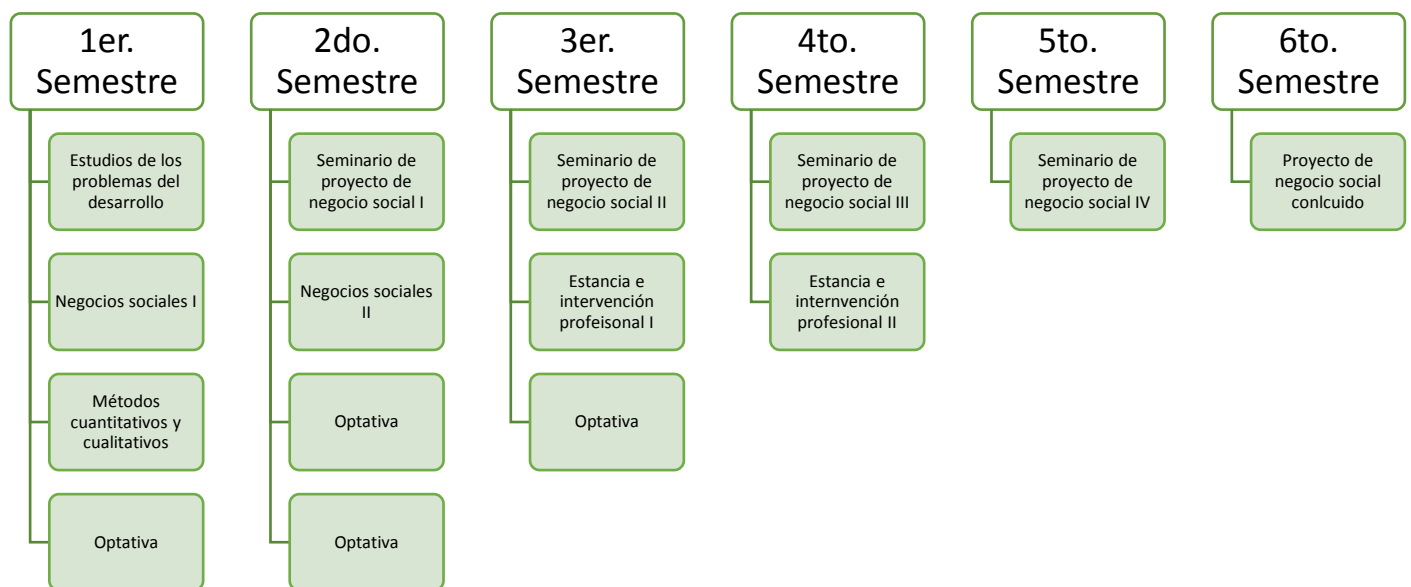 1er.
Semestre
Estudios de los
problemas del
desarrollo
Negocios sociales I
Métodos
cuantitativos y
cualitativos
Optativa
2do.
Semestre
Seminario de
proyecto de
negocio social I
Negocios sociales
II
Optativa
Optativa
3er.
Semestre
Seminario de
proyecto de
negocio social II
Estancia e
intervención
profeisonal I
Optativa
4to.
Semestre
Seminario de
proyecto de
negocio social III
Estancia e
internvención
profesional II
5to.
Semestre
Seminario de
proyecto de
negocio social IV
6to.
Semestre
Proyecto de
negocio social
conlcuido